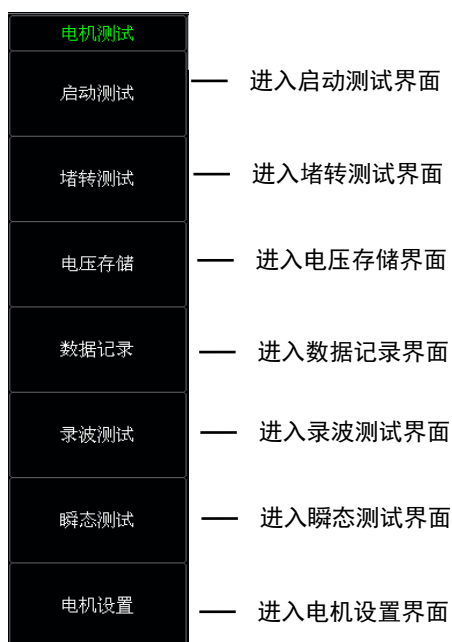 电机测试
启动测试 — 进入启动测试界面
堵转测试 — 进入堵转测试界面
电压存储 — 进入电压存储界面
数据记录 — 进入数据记录界面
录波测试 — 进入录波测试界面
瞬态测试 — 进入瞬态测试界面
电机设置 — 进入电机设置界面